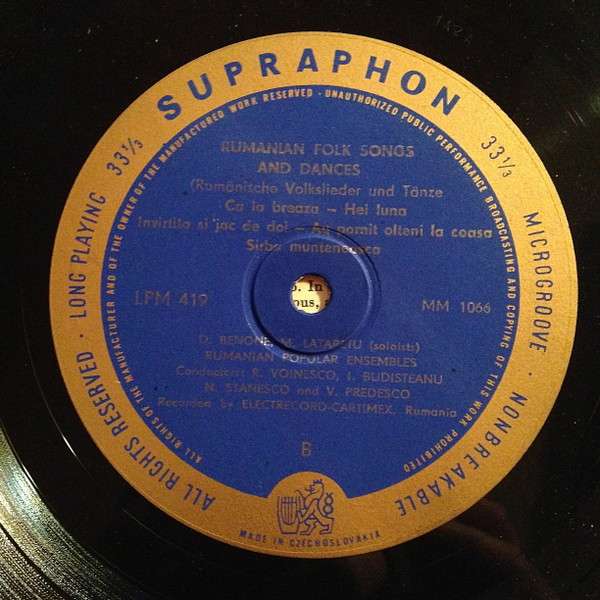 SUPRAPHON
33⅓
33⅓
ALL RIGHTS RESERVED · LONG PLAYING
MICROGROOVE · NONBREAKABLE
ALL RIGHTS OF THE MANUFACTURER AND OF THE OWNER OF THE MANUFACTURED WORK RESERVED · UNAUTHORIZED PUBLIC PERFORMANCE BROADCASTING AND COPYING OF THIS WORK PROHIBITED
RUMANIAN FOLK SONGS
AND DANCES
(Rumänische Volkslieder und Tänze
Ca la breaza – Hei luna
Invirtita si jac de doi – Au pornit olteni la coasa
Sirba munteneasca
LPM 419
MM 1066
. In
ous,
D. BENONE, M. LATAREIU (soloists)
RUMANIAN POPULAR ENSEMBLES
Conductors: R. VOINESCO, I. BUDISTEANU
N. STANESCO and V. PREDESCO
Recorded by ELECTRECORD-CARTIMEX, Rumania
B
MADE IN CZECHOSLOVAKIA